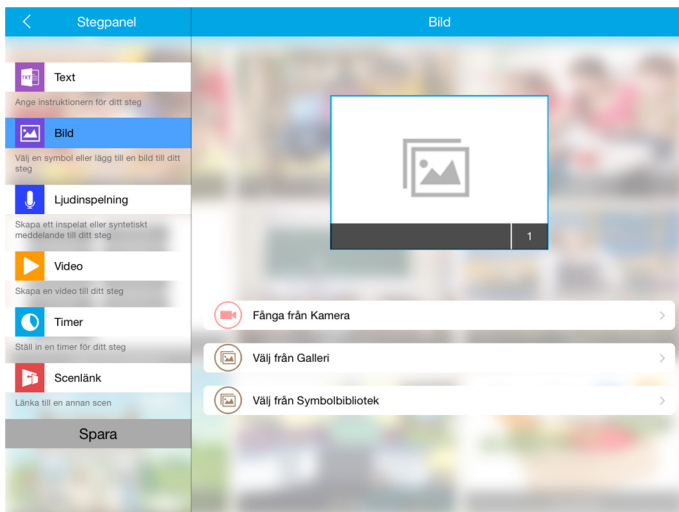 Stegpanel
Bild
TXT
Text
Ange instruktionern för ditt steg
Bild
Välj en symbol eller lägg till en bild till ditt
steg
Ljudinspelning
Skapa ett inspelat eller syntetiskt
meddelande till ditt steg
Video
Skapa en video till ditt steg
Timer
Ställ in en timer för ditt steg
Scenlänk
Länka till en annan scen
Spara
1
Fånga från Kamera
Välj från Galleri
Välj från Symbolbibliotek